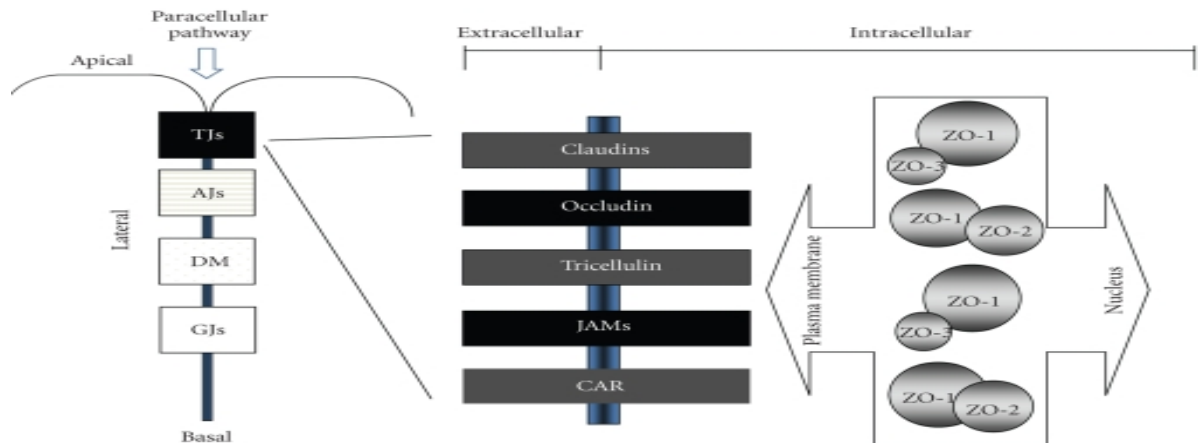 Paracellular
pathway
Apical
TJs
AJs
Lateral
DM
GJs
Basal
Extracellular
Intracellular
Claudins
Occludin
Tricellulin
JAMs
CAR
Plasma membrane
ZO-1
ZO-3
ZO-1
ZO-2
ZO-1
ZO-3
ZO-1
ZO-2
Nucleus